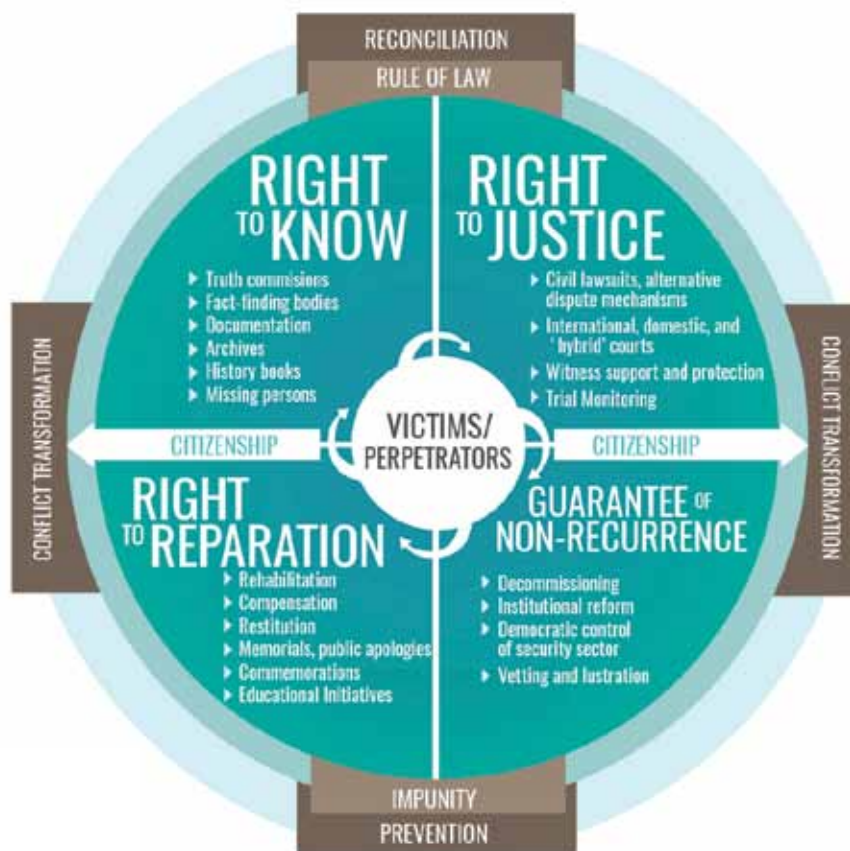 RECONCILIATION
RULE OF LAW
RIGHT
TO KNOW
▸ Truth commisions
▸ Fact-finding bodies
▸ Documentation
▸ Archives
▸ History books
▸ Missing persons
RIGHT
TO JUSTICE
▸ Civil lawsuits, alternative
dispute mechanisms
▸ International, domestic, and
‘hybrid’ courts
▸ Witness support and protection
▸ Trial Monitoring
CONFLICT TRANSFORMATION
CITIZENSHIP
VICTIMS/
PERPETRATORS
CITIZENSHIP
CONFLICT TRANSFORMATION
RIGHT
TO REPARATION
▸ Rehabilitation
▸ Compensation
▸ Restitution
▸ Memorials, public apologies
▸ Commemorations
▸ Educational Initiatives
GUARANTEE OF
NON-RECURRENCE
▸ Decommissioning
▸ Institutional reform
▸ Democratic control
of security sector
▸ Vetting and lustration
IMPUNITY
PREVENTION